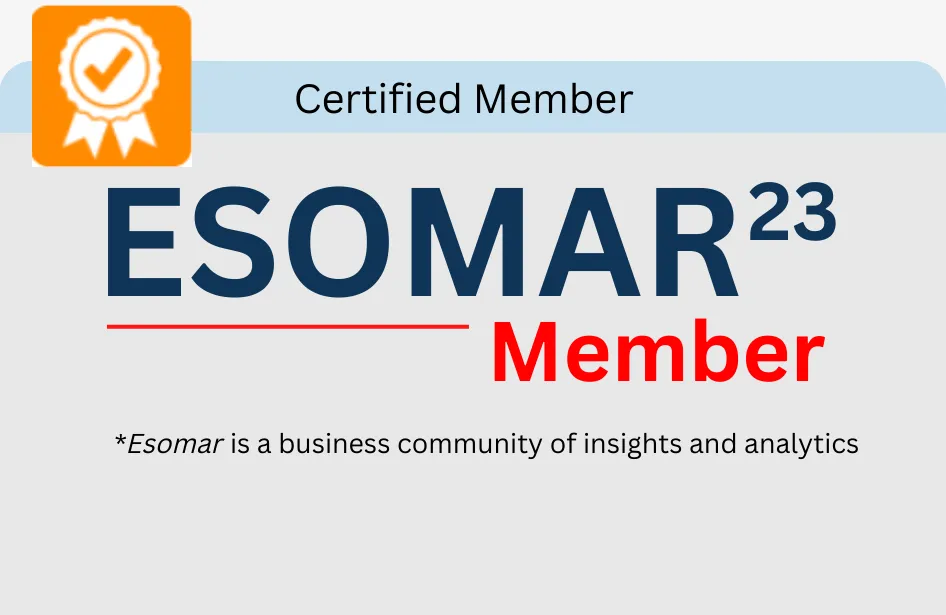 Certified Member
ESOMAR23
Member
*Esomar is a business community of insights and analytics